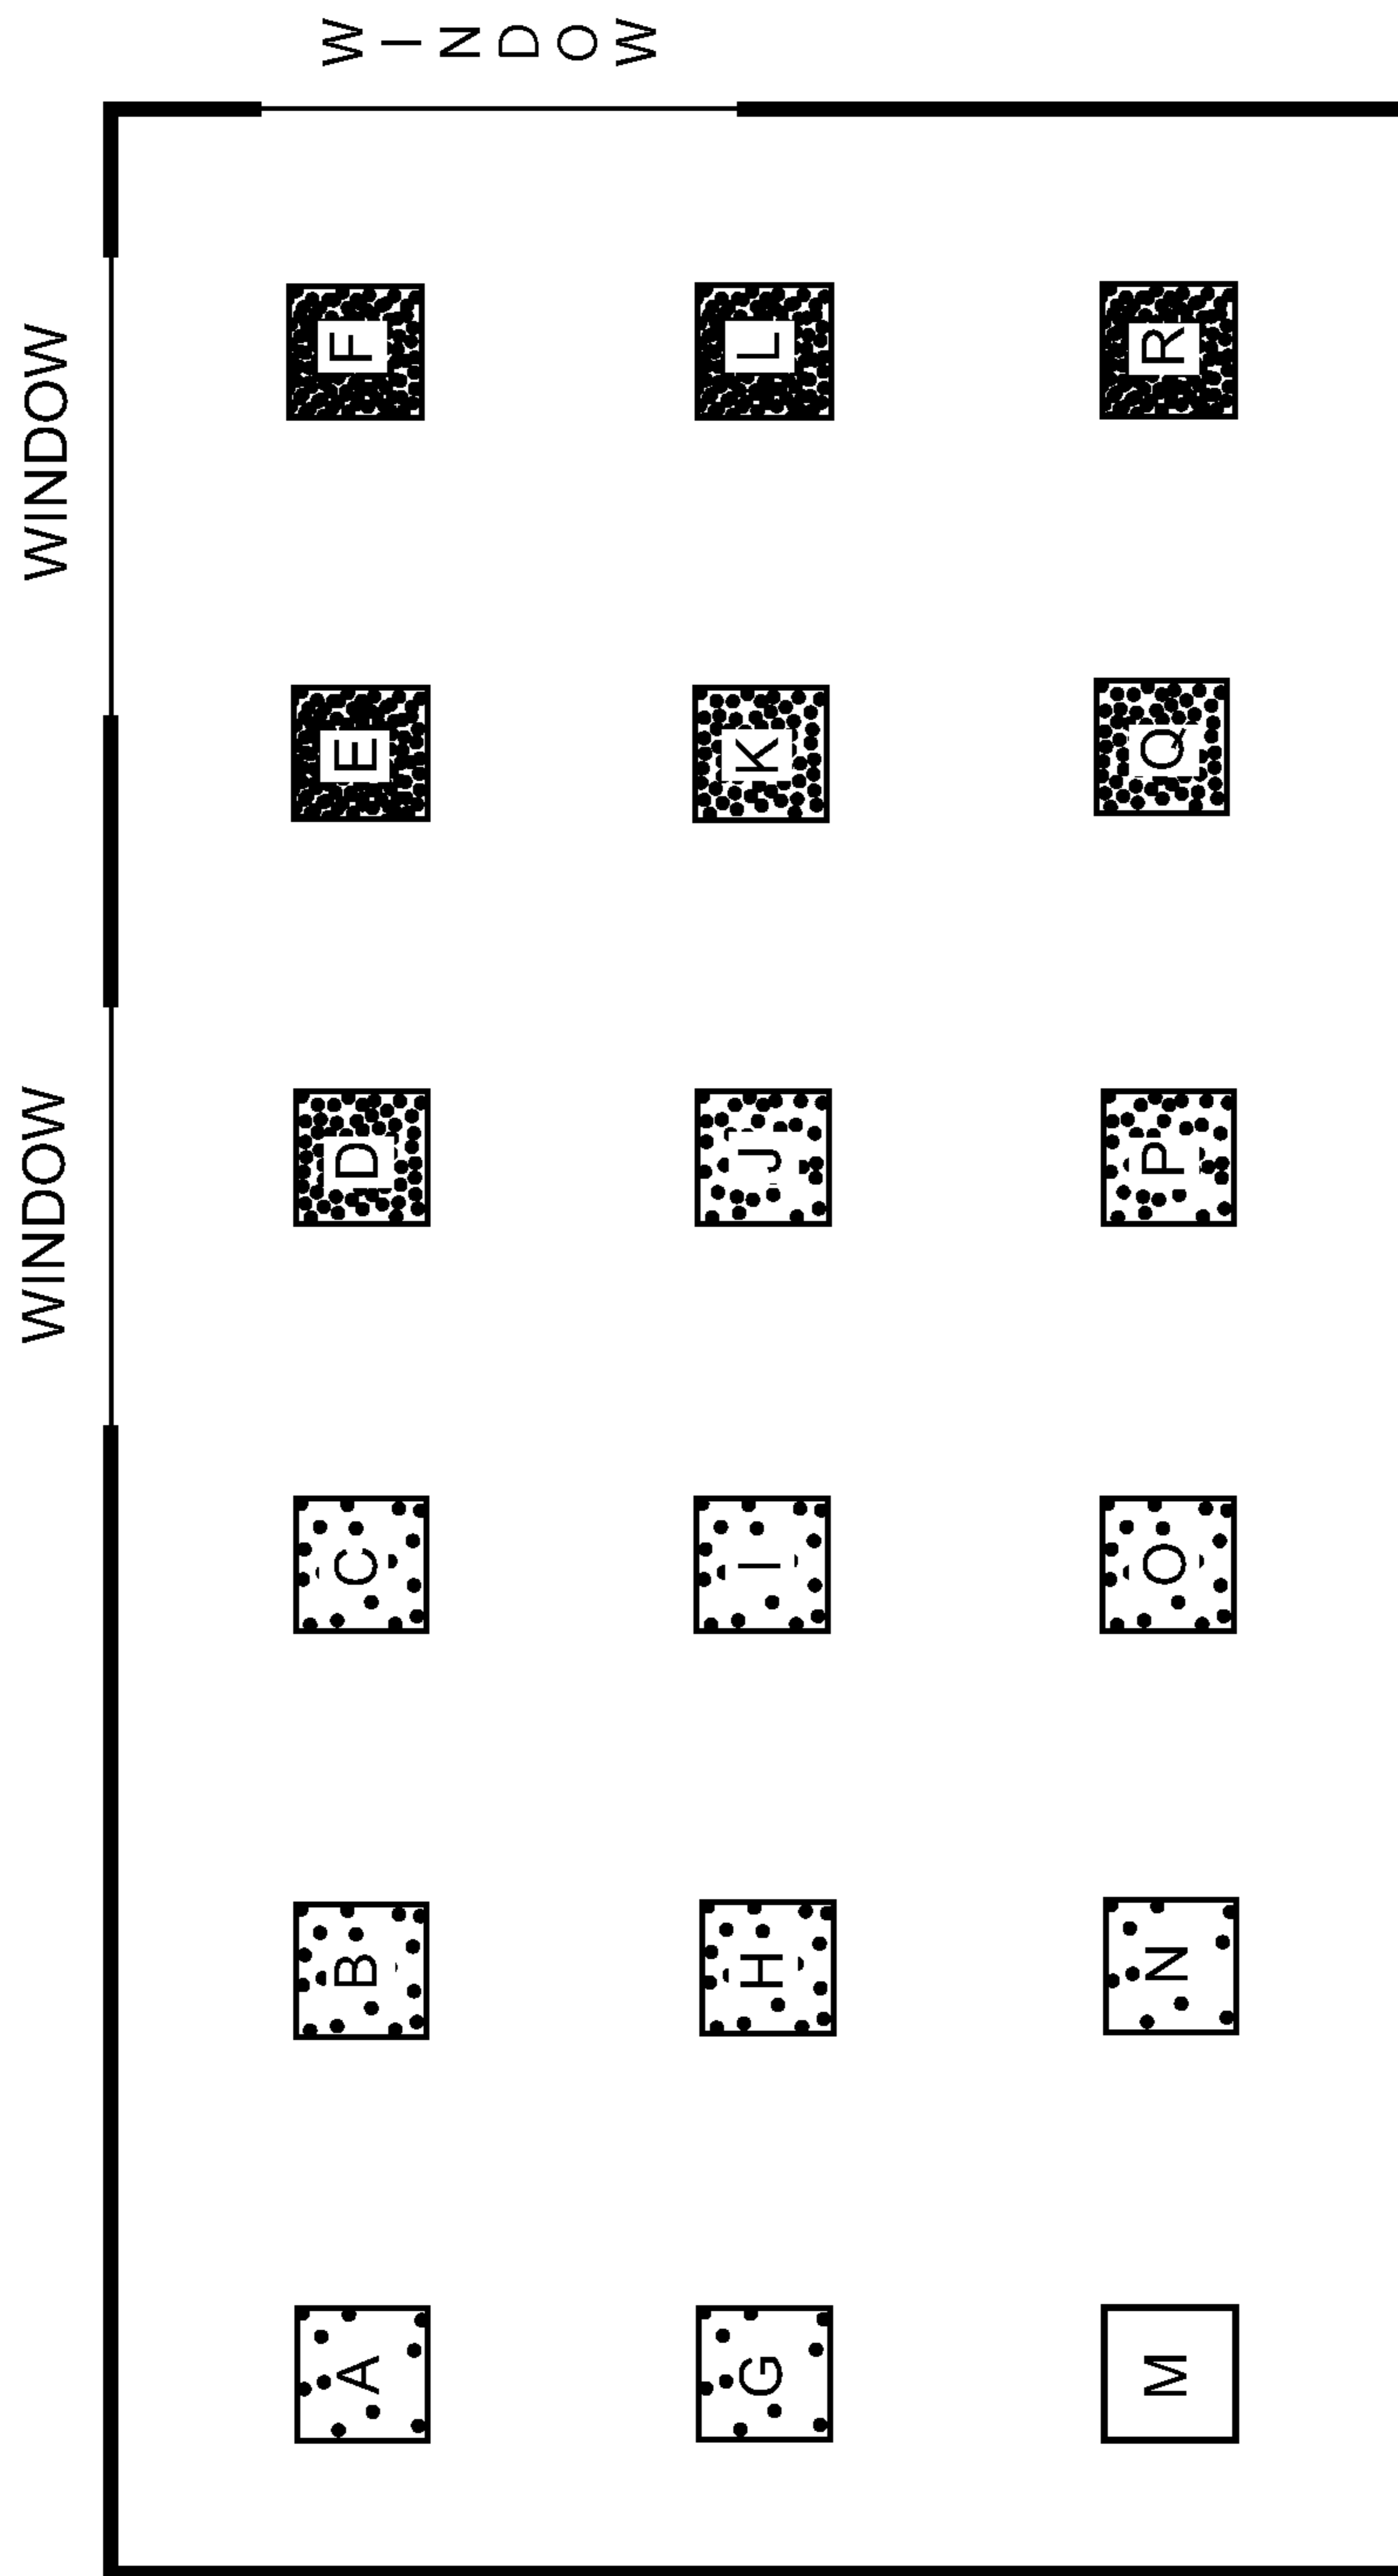 WINDOW WINDOW
A B C D E F
WINDOW
G H I J K L
M N O P Q R